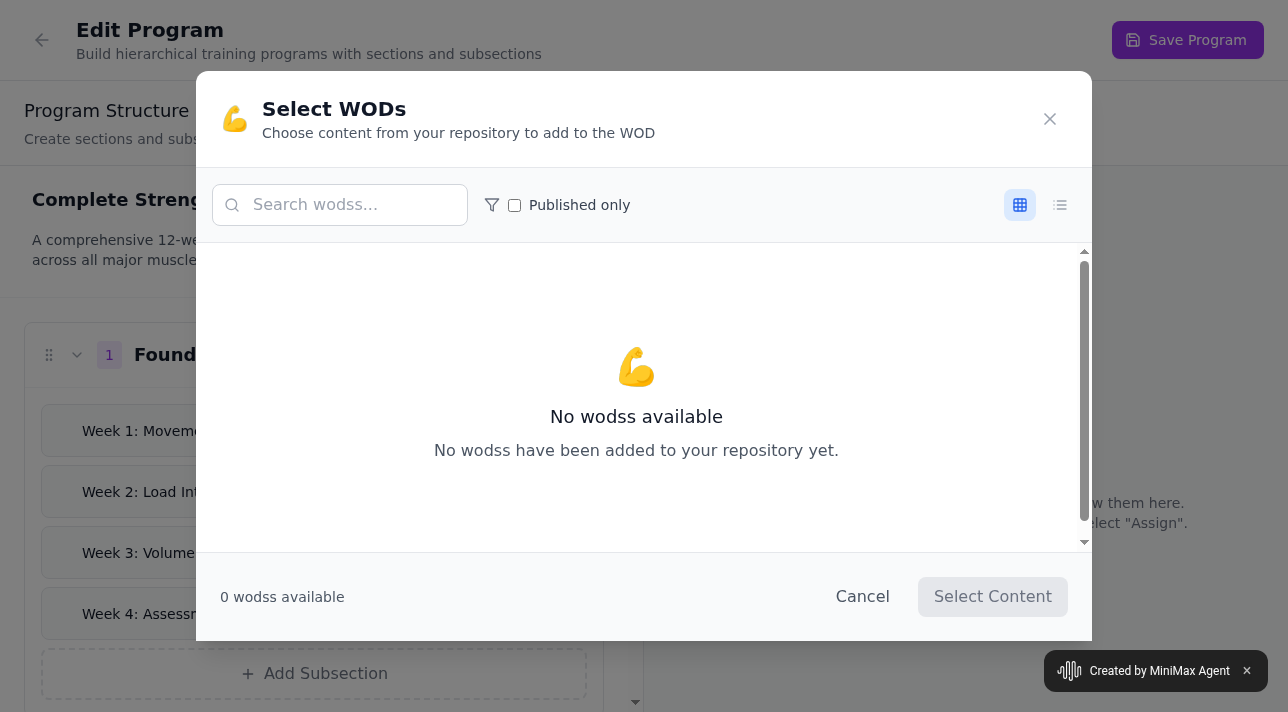 Edit Program
Build hierarchical training programs with sections and subsections
Save Program
Program Structure
Create sections and subs
Complete Streng
A comprehensive 12-we
across all major muscle
1 Found
Week 1: Movem
Week 2: Load Int
Week 3: Volume
Week 4: Assessm
Add Subsection
w them here.
elect "Assign".
Select WODs
Choose content from your repository to add to the WOD
Search wodss...
Published only
No wodss available
No wodss have been added to your repository yet.
0 wodss available
Cancel
Select Content
Created by MiniMax Agent